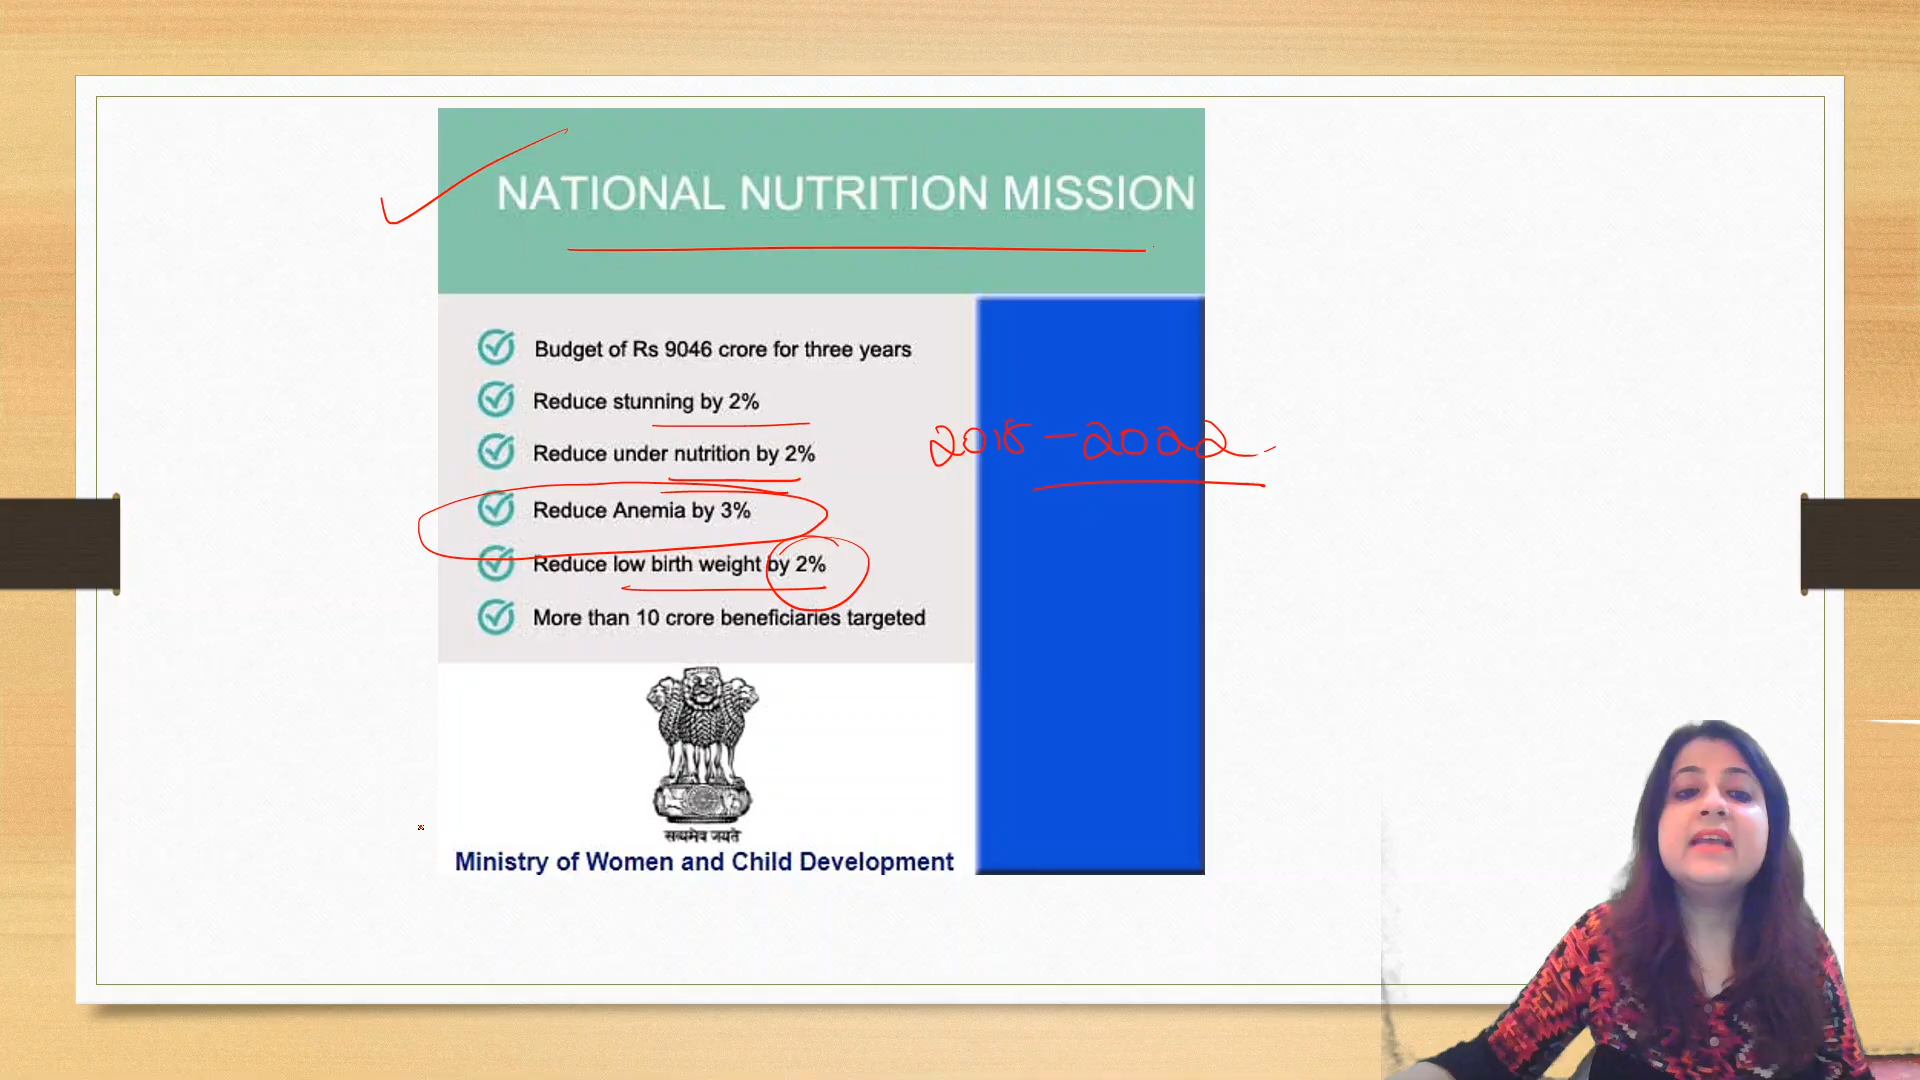 NATIONAL NUTRITION MISSION
Budget of Rs 9046 crore for three years
Reduce stunning by 2%
Reduce under nutrition by 2%
2018-2022
Reduce Anemia by 3%
Reduce low birth weight by 2%
More than 10 crore beneficiaries targeted
सत्यमेव जयते
Ministry of Women and Child Development